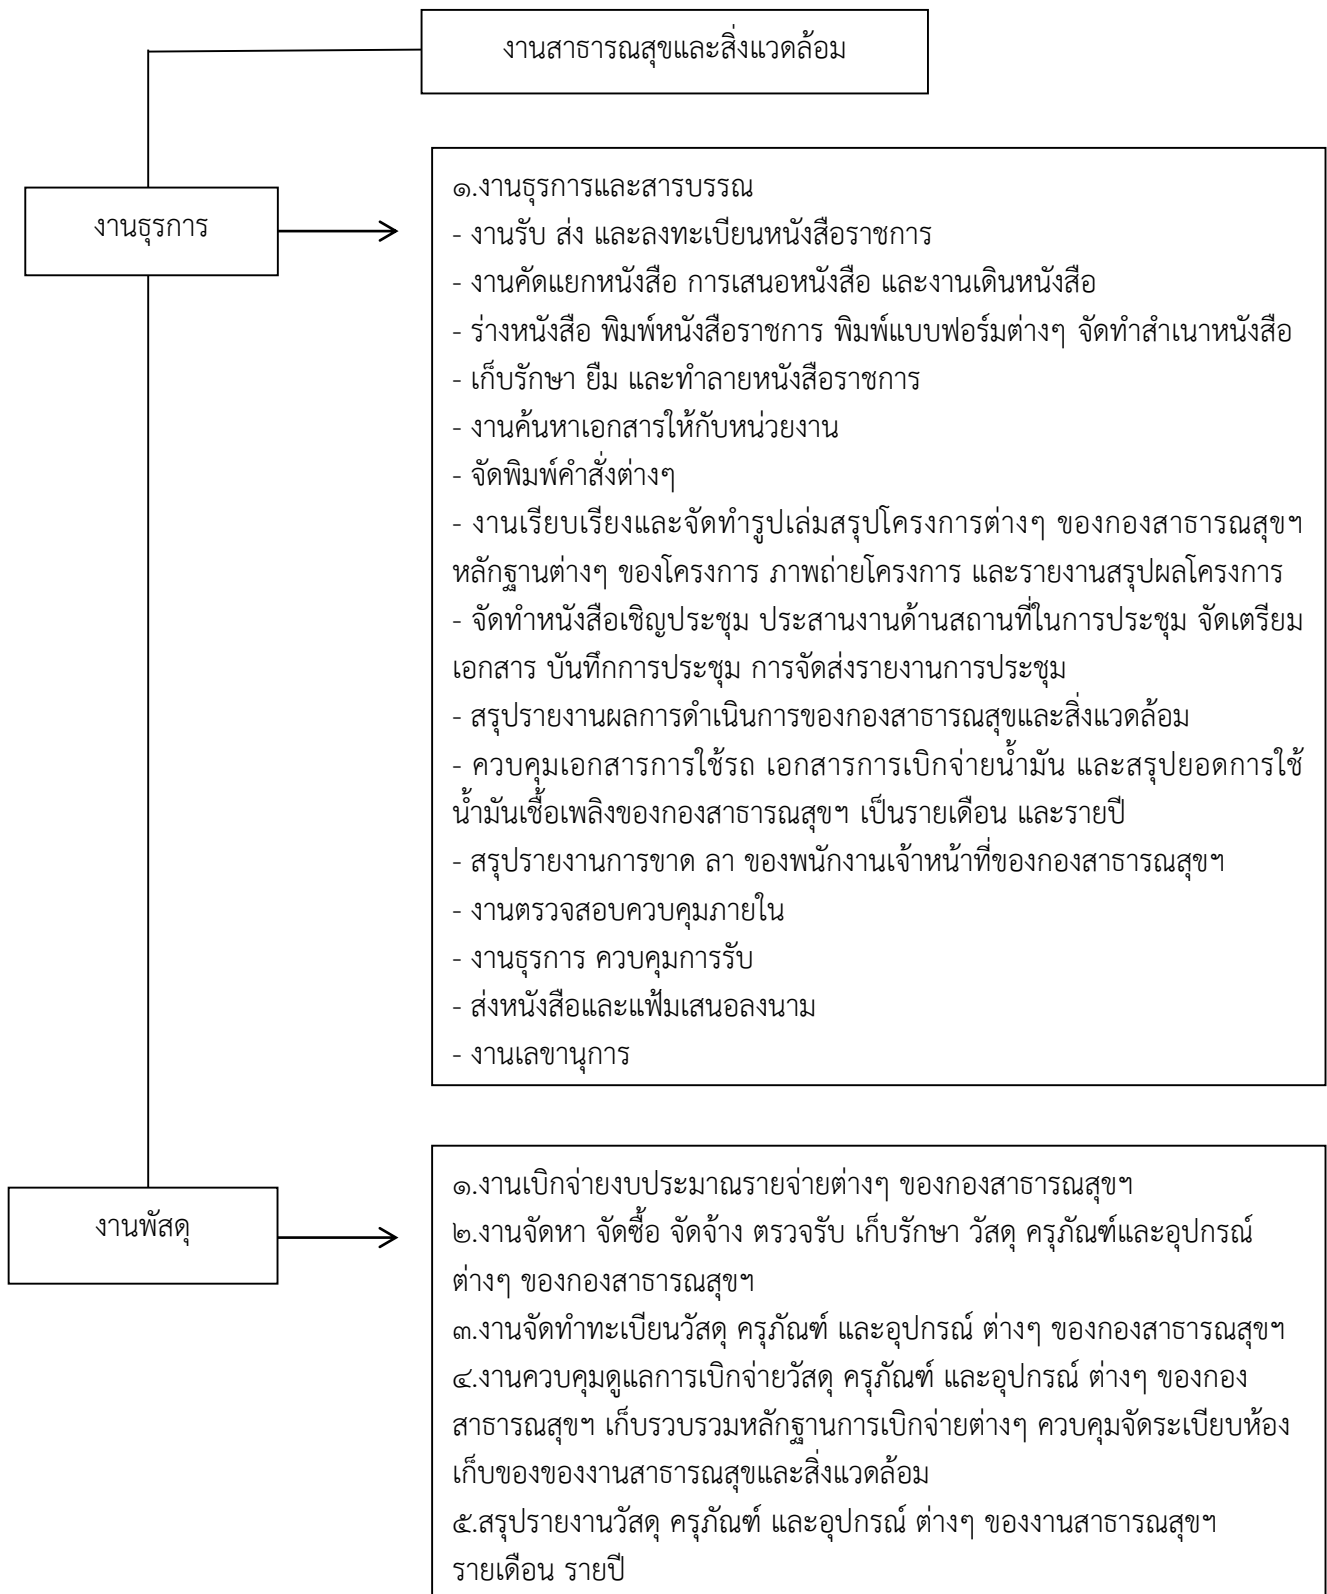 งานสาธารณสุขและสิ่งแวดล้อม
งานธุรการ
๑.งานธุรการและสารบรรณ
- งานรับ ส่ง และลงทะเบียนหนังสือราชการ
- งานคัดแยกหนังสือ การเสนอหนังสือ และงานเดินหนังสือ
- ร่างหนังสือ พิมพ์หนังสือราชการ พิมพ์แบบฟอร์มต่างๆ จัดทำสำเนาหนังสือ
- เก็บรักษา ยืม และทำลายหนังสือราชการ
- งานค้นหาเอกสารให้กับหน่วยงาน
- จัดพิมพ์คำสั่งต่างๆ
- งานเรียบเรียงและจัดทำรูปเล่มสรุปโครงการต่างๆ ของกองสาธารณสุขฯ
หลักฐานต่างๆ ของโครงการ ภาพถ่ายโครงการ และรายงานสรุปผลโครงการ
- จัดทำหนังสือเชิญประชุม ประสานงานด้านสถานที่ในการประชุม จัดเตรียม
เอกสาร บันทึกการประชุม การจัดส่งรายงานการประชุม
- สรุปรายงานผลการดำเนินการของกองสาธารณสุขและสิ่งแวดล้อม
- ควบคุมเอกสารการใช้รถ เอกสารการเบิกจ่ายน้ำมัน และสรุปยอดการใช้
น้ำมันเชื้อเพลิงของกองสาธารณสุขฯ เป็นรายเดือน และรายปี
- สรุปรายงานการขาด ลา ของพนักงานเจ้าหน้าที่ของกองสาธารณสุขฯ
- งานตรวจสอบควบคุมภายใน
- งานธุรการ ควบคุมการรับ
- ส่งหนังสือและแฟ้มเสนอลงนาม
- งานเลขานุการ
งานพัสดุ
๑.งานเบิกจ่ายงบประมาณรายจ่ายต่างๆ ของกองสาธารณสุขฯ
๒.งานจัดหา จัดซื้อ จัดจ้าง ตรวจรับ เก็บรักษา วัสดุ ครุภัณฑ์และอุปกรณ์
ต่างๆ ของกองสาธารณสุขฯ
๓.งานจัดทำทะเบียนวัสดุ ครุภัณฑ์ และอุปกรณ์ ต่างๆ ของกองสาธารณสุขฯ
๔.งานควบคุมดูแลการเบิกจ่ายวัสดุ ครุภัณฑ์ และอุปกรณ์ ต่างๆ ของกอง
สาธารณสุขฯ เก็บรวบรวมหลักฐานการเบิกจ่ายต่างๆ ควบคุมจัดระเบียบห้อง
เก็บของของงานสาธารณสุขและสิ่งแวดล้อม
๕.สรุปรายงานวัสดุ ครุภัณฑ์ และอุปกรณ์ ต่างๆ ของงานสาธารณสุขฯ
รายเดือน รายปี